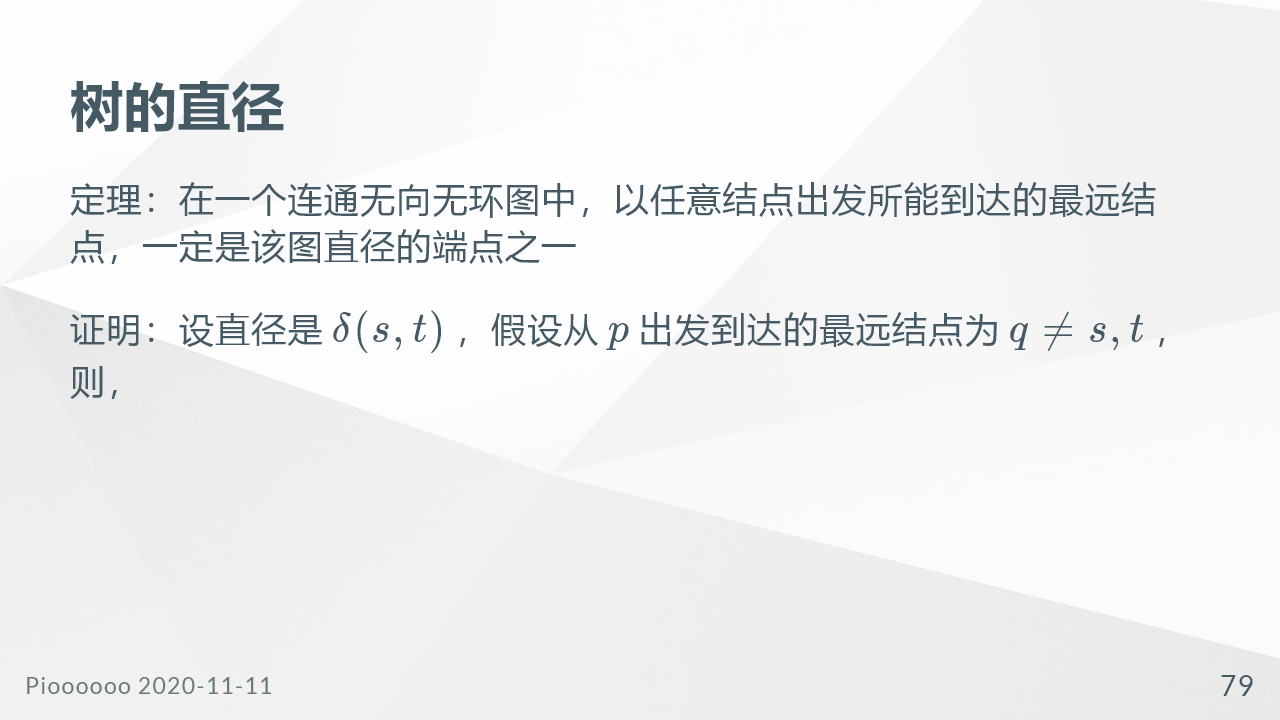 树的直径
定理：在一个连通无向无环图中，以任意结点出发所能到达的最远结
点，一定是该图直径的端点之一
证明：设直径是 δ(s, t) ，假设从 p 出发到达的最远结点为 q ≠ s, t ，
则，
Pioooooo 2020-11-11
79